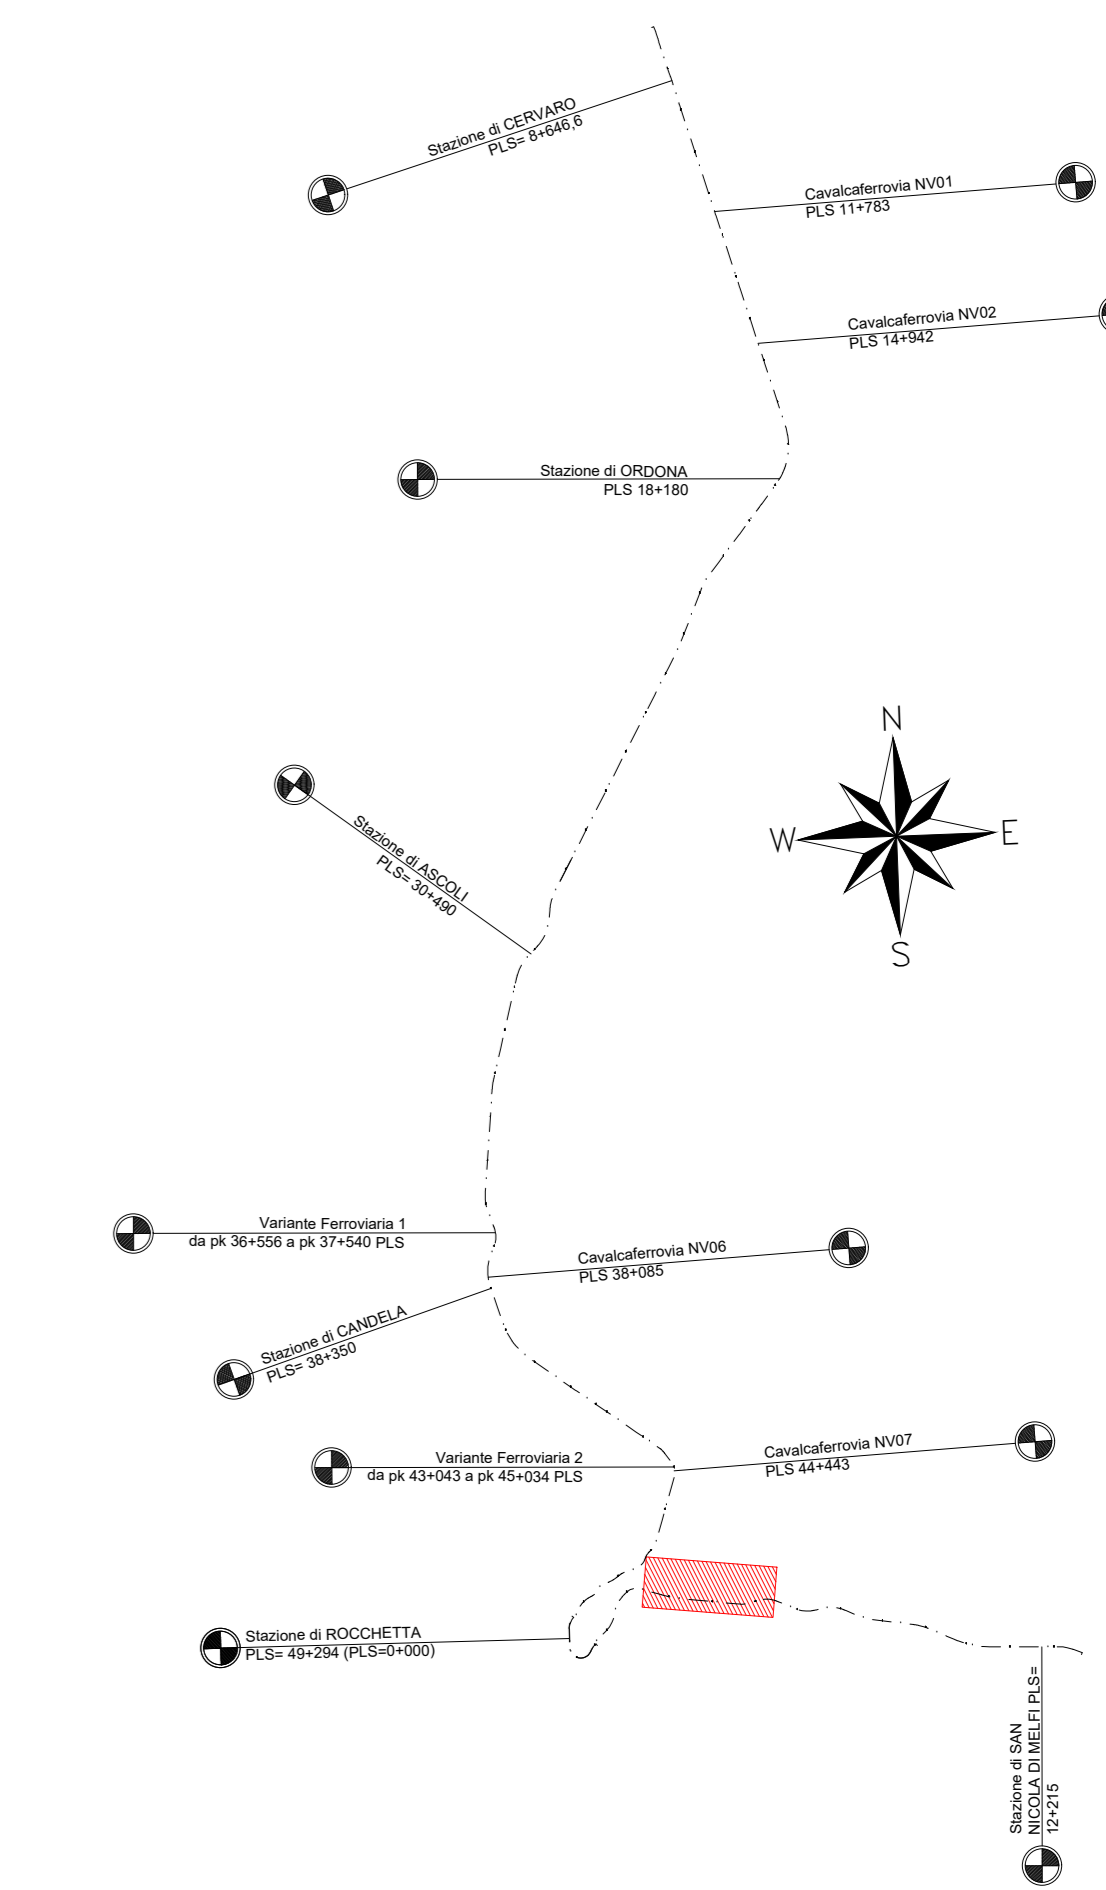 Stazione di CERVARO
PLS= 8+646,6
Cavalcaferrovia NV01
PLS 11+783
Cavalcaferrovia NV02
PLS 14+942
Stazione di ORDONA
PLS 18+180
N
W
E
S
Stazione di ASCOLI
PLS= 30+490
Variante Ferroviaria 1
da pk 36+556 a pk 37+540 PLS
Cavalcaferrovia NV06
PLS 38+085
Stazione di CANDELA
PLS= 38+350
Variante Ferroviaria 2
da pk 43+043 a pk 45+034 PLS
Cavalcaferrovia NV07
PLS 44+443
Stazione di ROCCHETTA
PLS= 49+294 (PLS=0+000)
Stazione di SAN
NICOLA DI MELFI PLS=
12+215